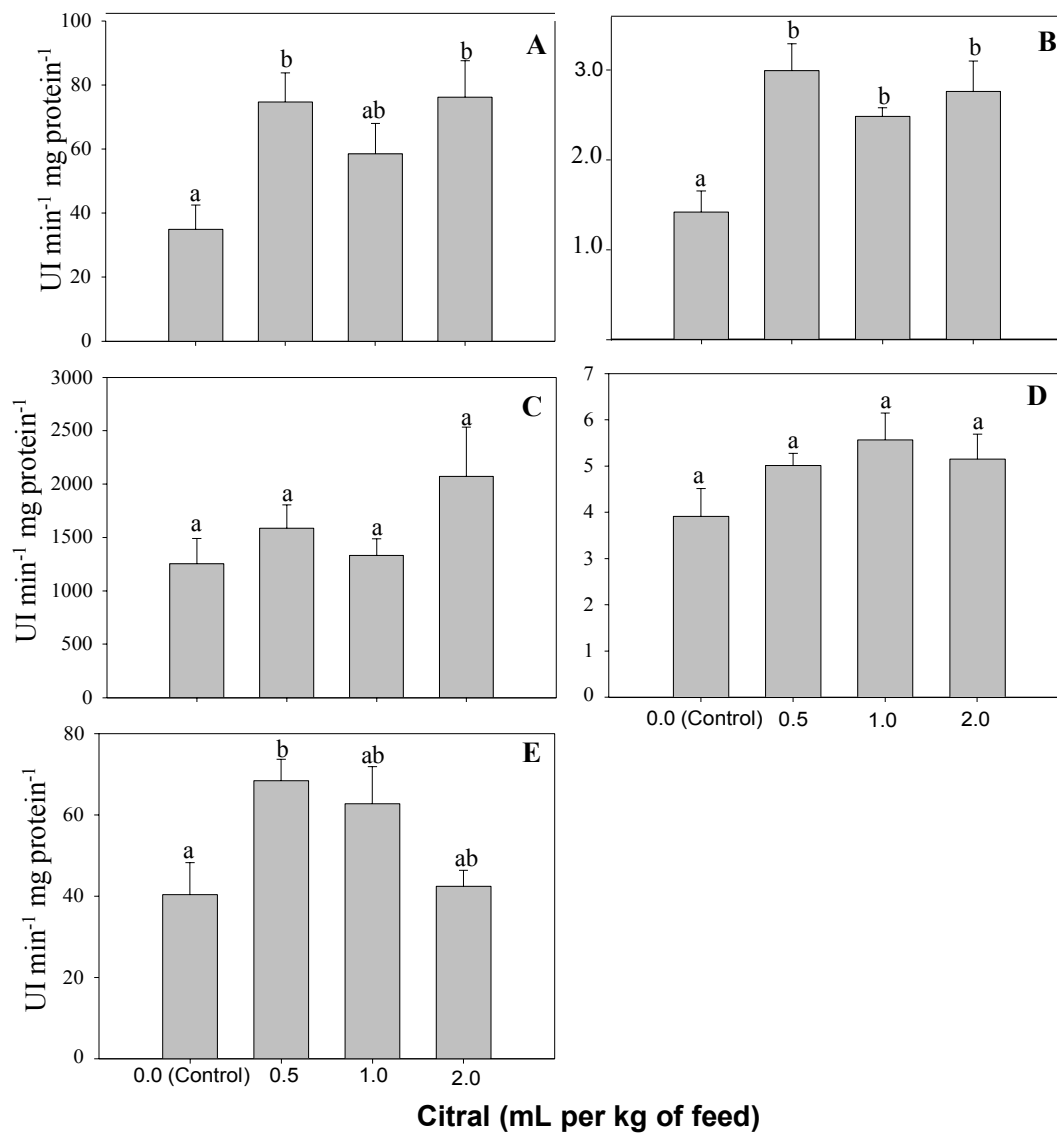 UI min⁻¹ mg protein⁻¹
100
80
60
40
20
0
A
a
b
ab
b
3.0
2.0
1.0
B
a
b
b
b
UI min⁻¹ mg protein⁻¹
3000
2500
2000
1500
1000
500
0
C
a
a
a
a
7
6
5
4
3
2
1
0
D
a
a
a
a
0.0 (Control) 0.5 1.0 2.0
UI min⁻¹ mg protein⁻¹
80
60
40
20
0
E
a
b
ab
ab
0.0 (Control) 0.5 1.0 2.0
Citral (mL per kg of feed)